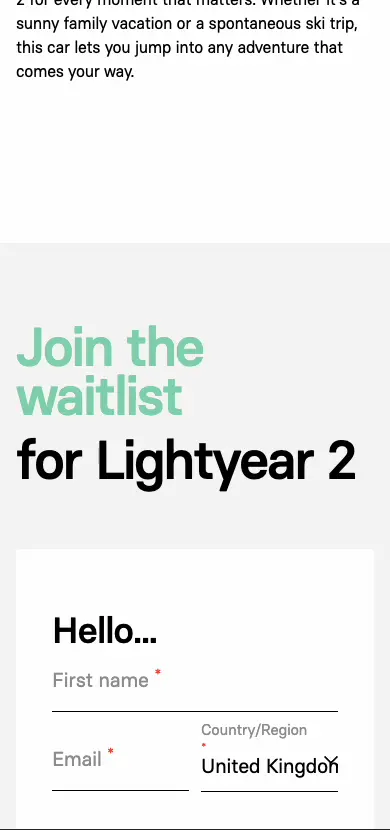 2 for every moment that matters. Whether it's a
sunny family vacation or a spontaneous ski trip,
this car lets you jump into any adventure that
comes your way.
Join the
waitlist
for Lightyear 2
Hello...
First name *
Country/Region
*
Email *
United Kingdon